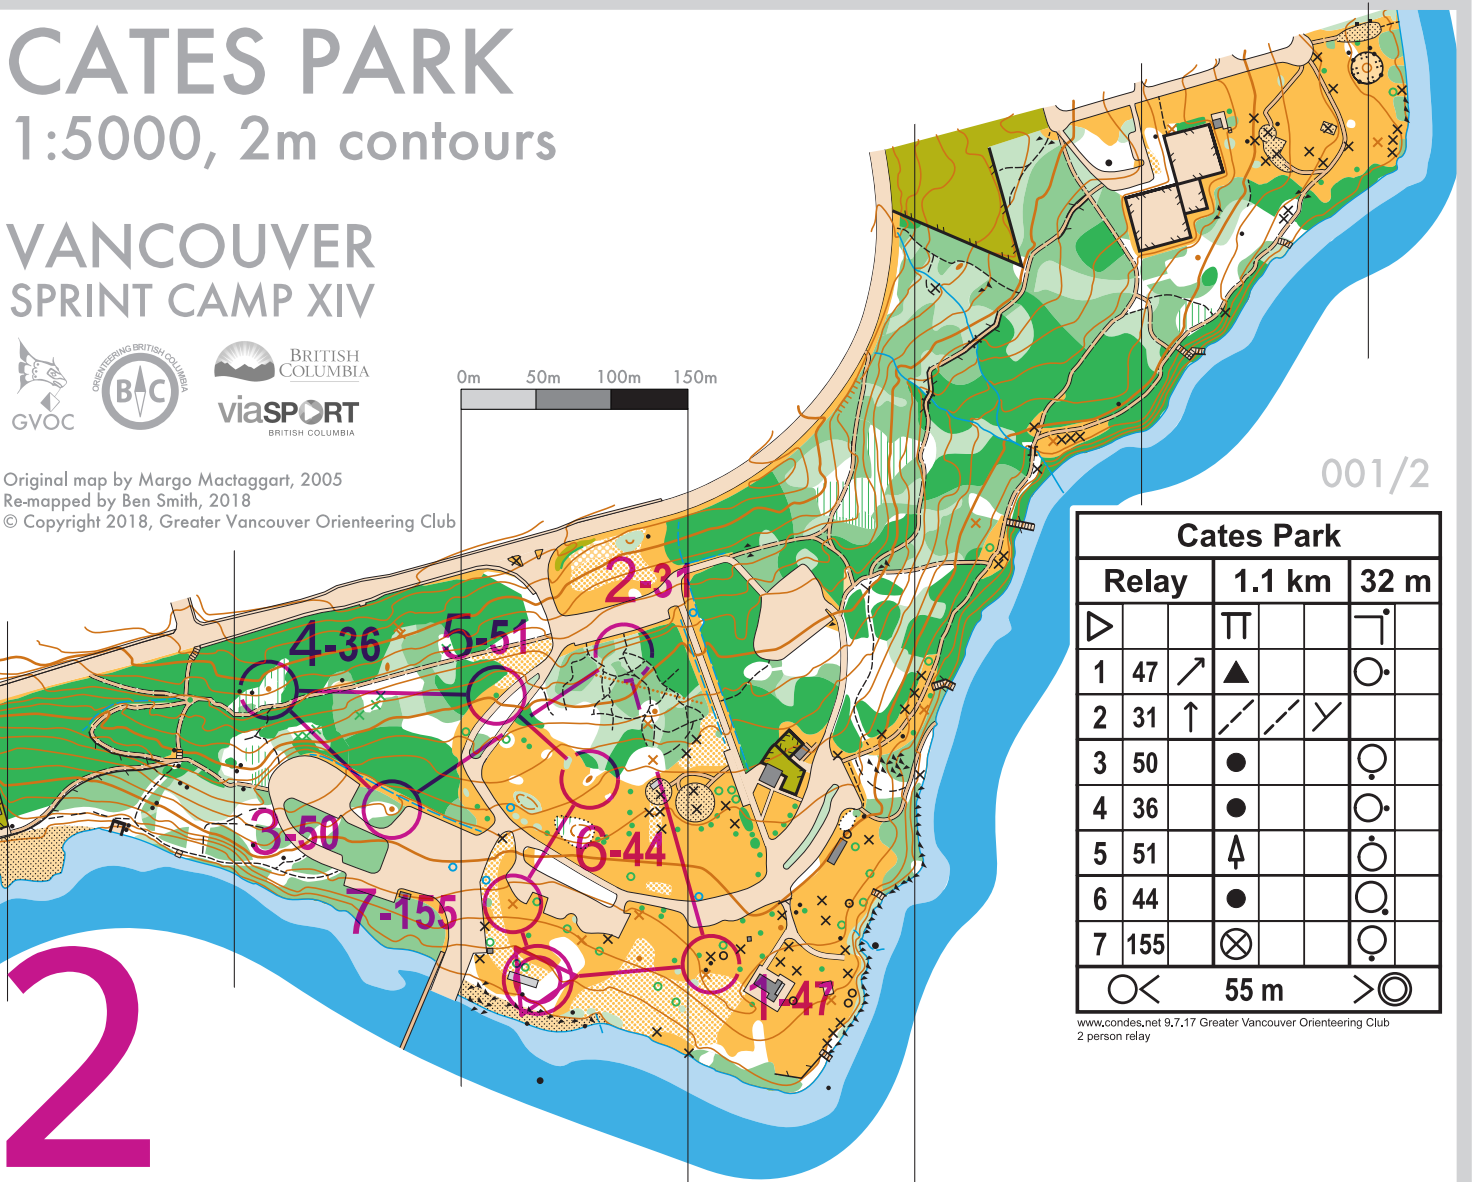 CATES PARK
1:5000, 2m contours
VANCOUVER
SPRINT CAMP XIV
GVOC
ORIENTEERING BRITISH COLUMBIA
B C
BRITISH
COLUMBIA
viaSPORT
BRITISH COLUMBIA
0m 50m 100m 150m
Original map by Margo Mactaggart, 2005
Re-mapped by Ben Smith, 2018
© Copyright 2018, Greater Vancouver Orienteering Club
001/2
2-31
4-36
5-51
3-50
6-44
7-155
1-47
2
Cates Park
Relay 1.1 km 32 m
1 47
2 31
3 50
4 36
5 51
6 44
7 155
55 m
www.condes.net 9.7.17 Greater Vancouver Orienteering Club
2 person relay